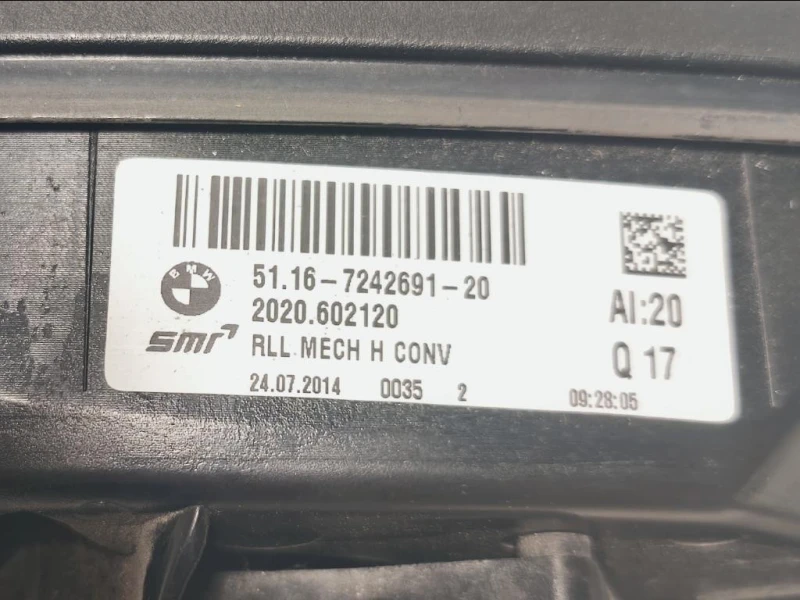 BMW
51.16-7242691-20
2020.602120
AI:20
smr
RLL MECH H CONV
Q 17
24.07.2014 0035 2 09:28:05